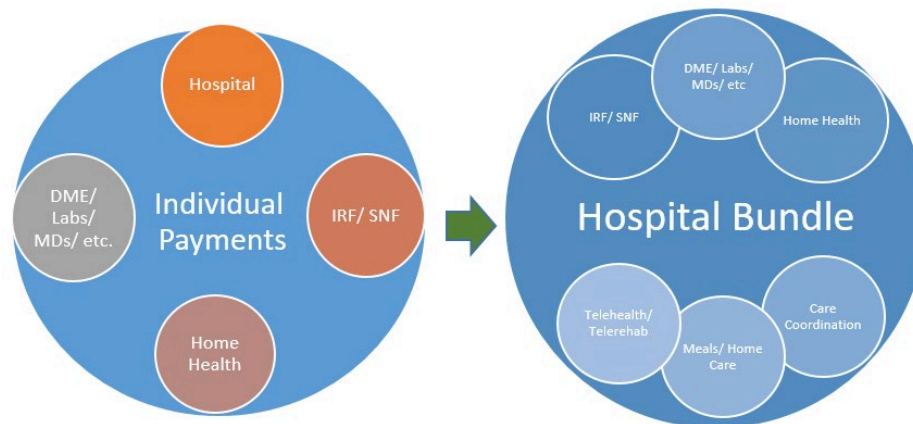 Hospital
DME/
Labs/
MDs/ etc.
Individual
Payments
IRF/ SNF
Home
Health
DME/ Labs/
MDs/ etc
IRF/ SNF
Home Health
Hospital Bundle
Telehealth/
Telerehab
Meals/ Home
Care
Care
Coordination